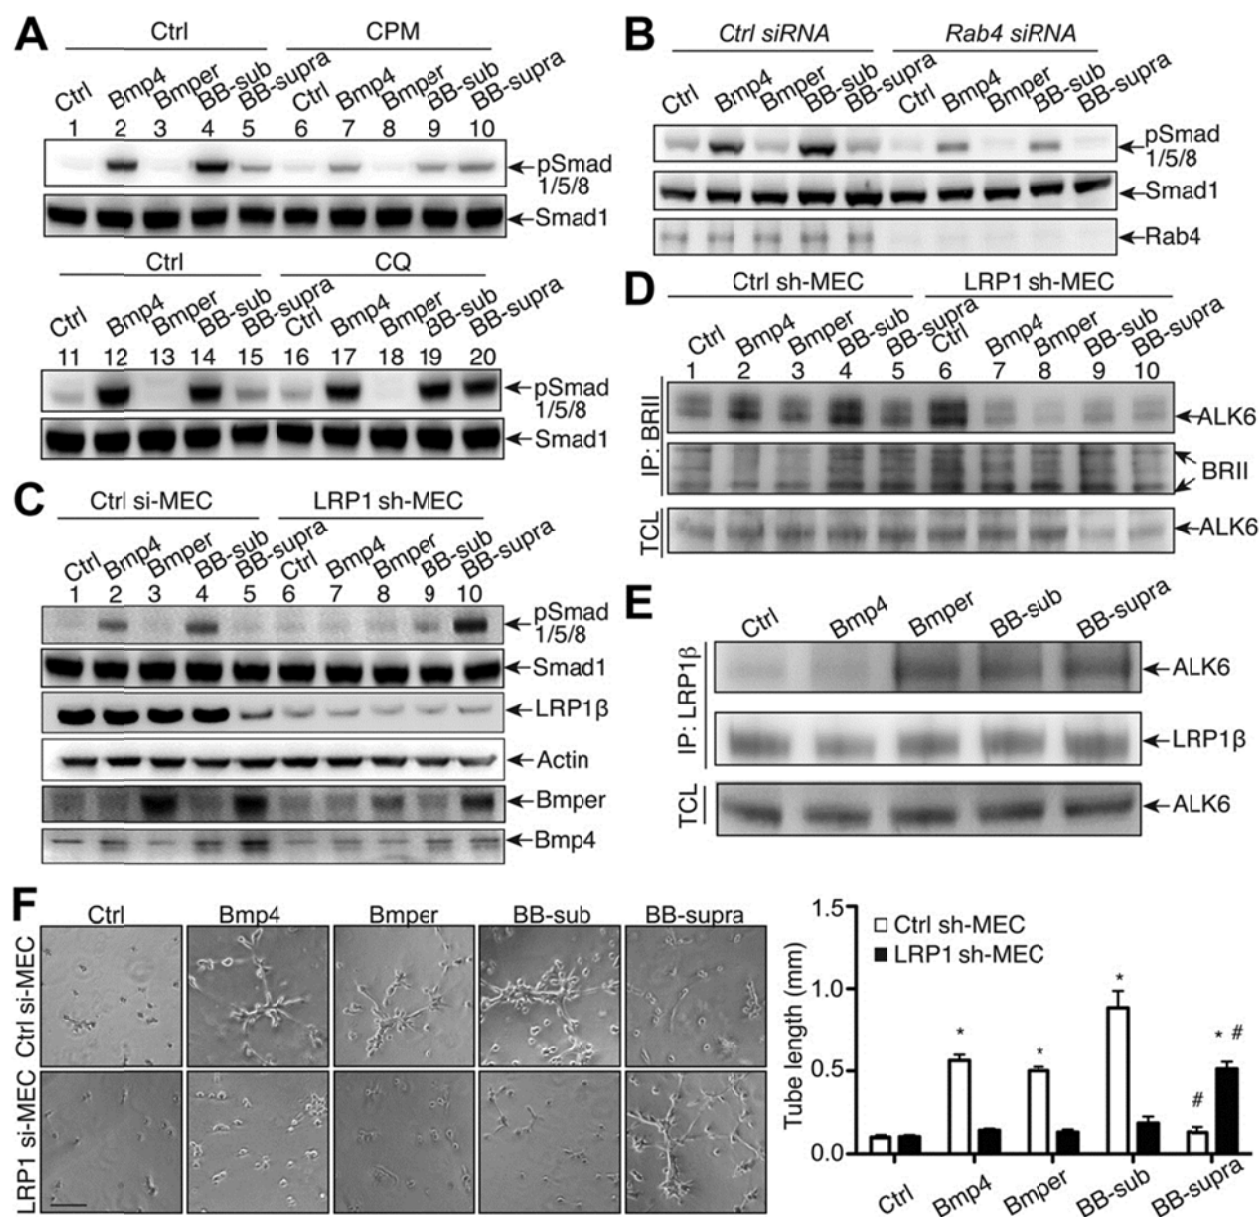 A
Ctrl CPM
Ctrl Bmp4 Bmper BB-sub BB-supra Ctrl Bmp4 Bmper BB-sub BB-supra
1 2 3 4 5 6 7 8 9 10
pSmad
1/5/8
Smad1
Ctrl CQ
Ctrl Bmp4 Bmper BB-sub BB-supra Ctrl Bmp4 Bmper BB-sub BB-supra
11 12 13 14 15 16 17 18 19 20
pSmad
1/5/8
Smad1
B
Ctrl siRNA Rab4 siRNA
Ctrl Bmp4 Bmper BB-sub BB-supra Ctrl Bmp4 Bmper BB-sub BB-supra
pSmad
1/5/8
Smad1
Rab4
C
Ctrl si-MEC LRP1 sh-MEC
Ctrl Bmp4 Bmper BB-sub BB-supra Ctrl Bmp4 Bmper BB-sub BB-supra
1 2 3 4 5 6 7 8 9 10
pSmad
1/5/8
Smad1
LRP1β
Actin
Bmper
Bmp4
D
Ctrl sh-MEC LRP1 sh-MEC
Ctrl Bmp4 Bmper BB-sub BB-supra Ctrl Bmp4 Bmper BB-sub BB-supra
1 2 3 4 5 6 7 8 9 10
IP: BRII
ALK6
BRII
TCL
ALK6
E
Ctrl Bmp4 Bmper BB-sub BB-supra
IP: LRP1β
ALK6
LRP1β
TCL
ALK6
F
Ctrl Bmp4 Bmper BB-sub BB-supra
Ctrl si-MEC
LRP1 si-MEC
Tube length (mm)
1.5
1.0
0.5
0.0
Ctrl sh-MEC
LRP1 sh-MEC
* * * # * #
Ctrl Bmp4 Bmper BB-sub BB-supra